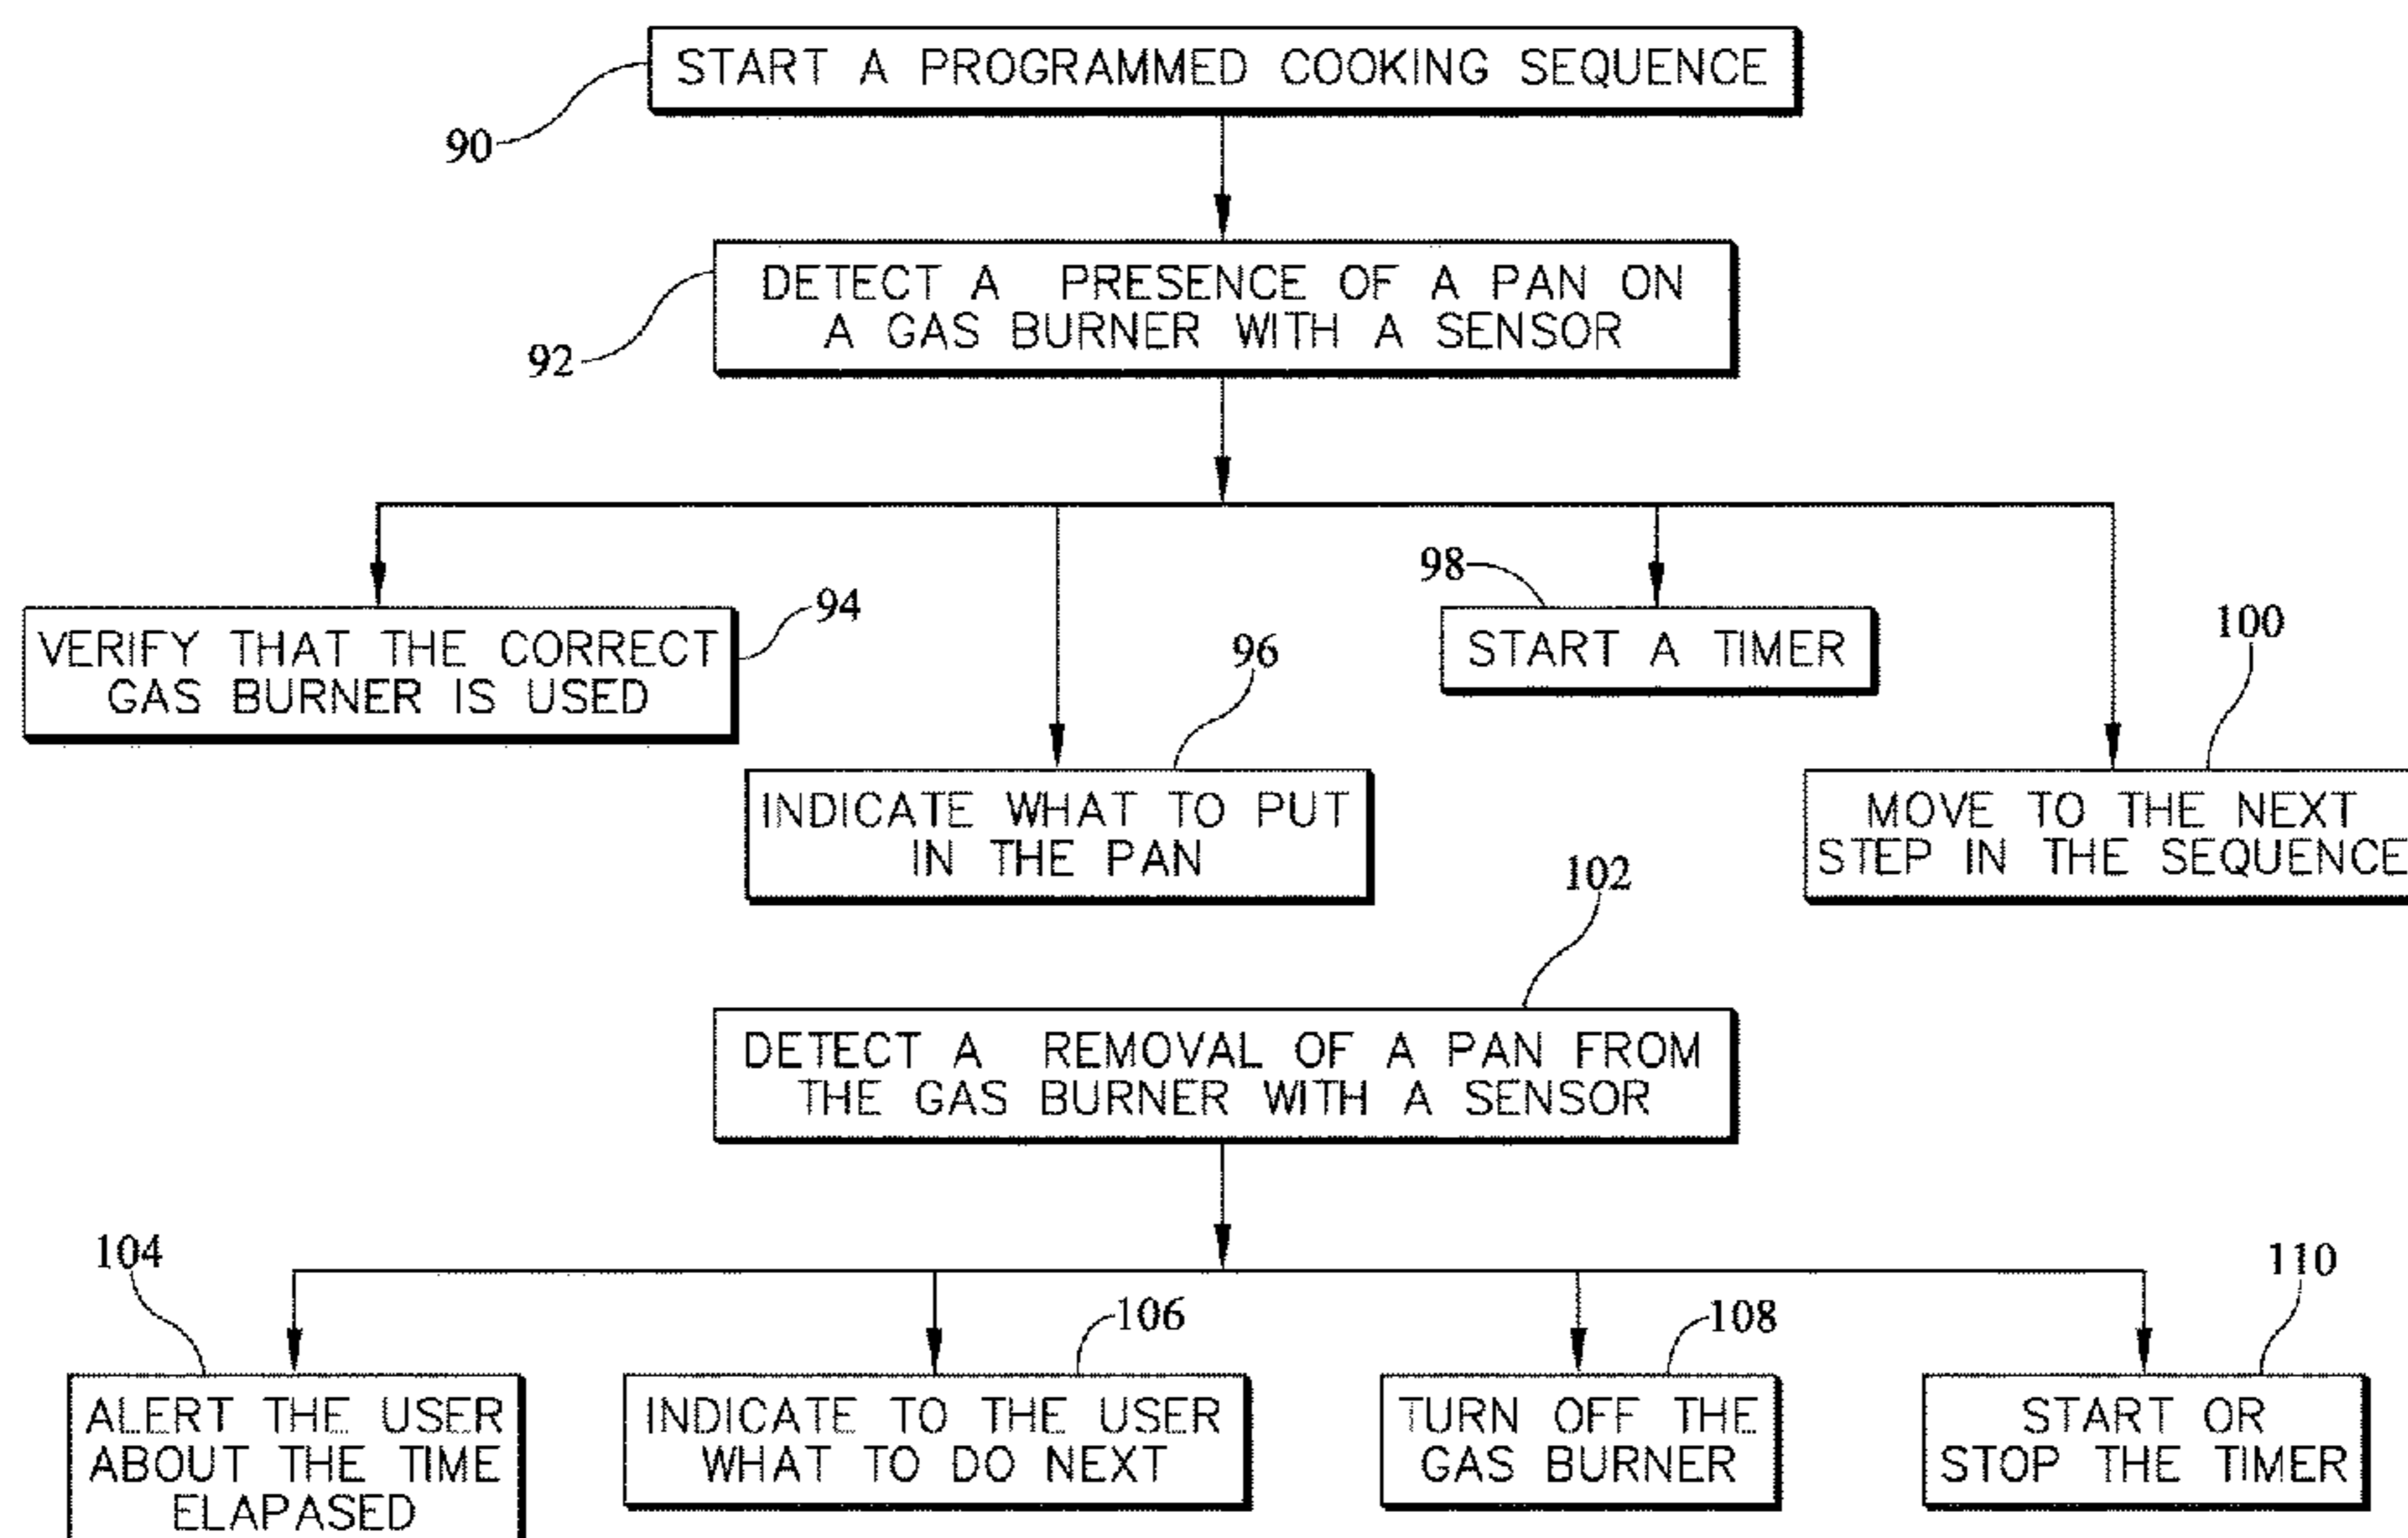 START A PROGRAMMED COOKING SEQUENCE
90
DETECT A PRESENCE OF A PAN ON
A GAS BURNER WITH A SENSOR
92
98
94
100
VERIFY THAT THE CORRECT
GAS BURNER IS USED
START A TIMER
96
INDICATE WHAT TO PUT
IN THE PAN
MOVE TO THE NEXT
STEP IN THE SEQUENCE
102
DETECT A REMOVAL OF A PAN FROM
THE GAS BURNER WITH A SENSOR
104
106
108
110
ALERT THE USER
ABOUT THE TIME
ELAPASED
INDICATE TO THE USER
WHAT TO DO NEXT
TURN OFF THE
GAS BURNER
START OR
STOP THE TIMER